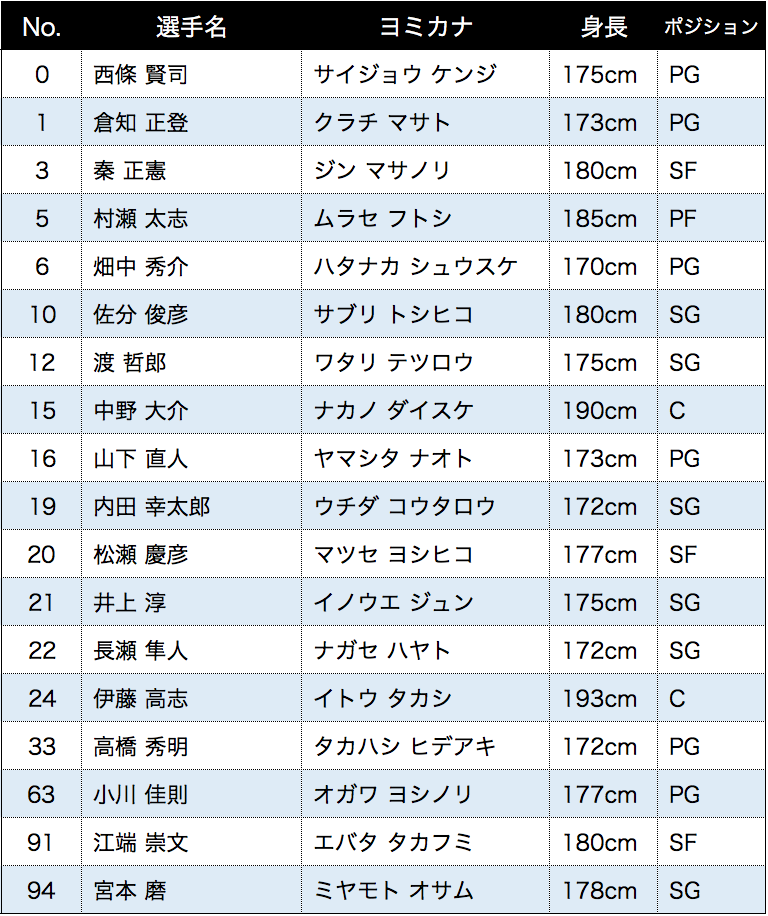 No. 選手名 ヨミカナ 身長 ポジション
0 西條 賢司 サイジョウ ケンジ 175cm PG
1 倉知 正登 クラチ マサト 173cm PG
3 秦 正憲 ジン マサノリ 180cm SF
5 村瀬 太志 ムラセ フトシ 185cm PF
6 畑中 秀介 ハタナカ シュウスケ 170cm PG
10 佐分 俊彦 サブリ トシヒコ 180cm SG
12 渡 哲郎 ワタリ テツロウ 175cm SG
15 中野 大介 ナカノ ダイスケ 190cm C
16 山下 直人 ヤマシタ ナオト 173cm PG
19 内田 幸太郎 ウチダ コウタロウ 172cm SG
20 松瀬 慶彦 マツセ ヨシヒコ 177cm SF
21 井上 淳 イノウエ ジュン 175cm SG
22 長瀬 隼人 ナガセ ハヤト 172cm SG
24 伊藤 高志 イトウ タカシ 193cm C
33 高橋 秀明 タカハシ ヒデアキ 172cm PG
63 小川 佳則 オガワ ヨシノリ 177cm PG
91 江端 崇文 エバタ タカフミ 180cm SF
94 宮本 磨 ミヤモト オサム 178cm SG